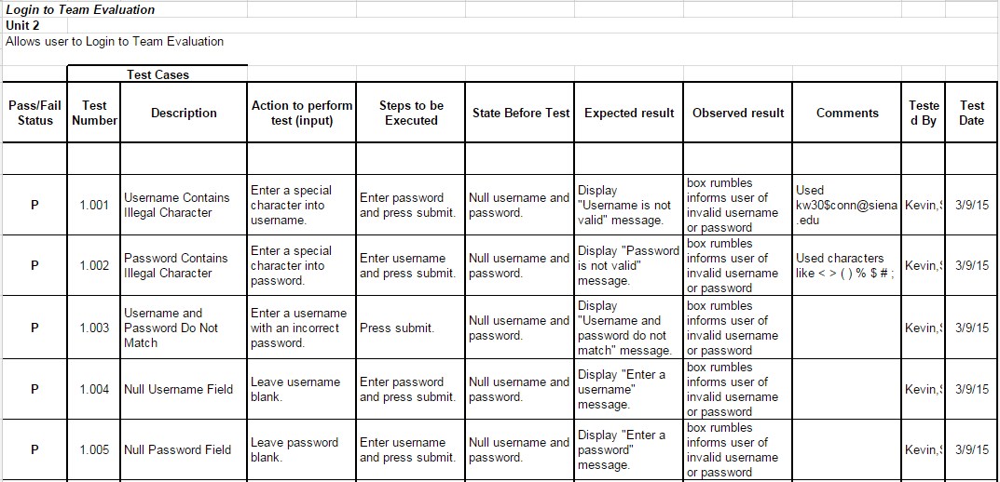 Login to Team Evaluation
Unit 2
Allows user to Login to Team Evaluation
Test Cases
Pass/Fail
Status
Test
Number
Description
Action to perform
test (input)
Steps to be
Executed
State Before Test
Expected result
Observed result
Comments
Teste
d By
Test
Date
P
1.001
Username Contains
Illegal Character
Enter a special
character into
username.
Enter password
and press submit.
Null username and
password.
Display
"Username is not
valid" message.
box rumbles
informs user of
invalid username
or password
Used
kw30$conn@siena
.edu
Kevin,
3/9/15
P
1.002
Password Contains
Illegal Character
Enter a special
character into
password.
Enter username
and press submit.
Null username and
password.
Display "Password
is not valid"
message.
box rumbles
informs user of
invalid username
or password
Used characters
like < > ( ) % $ # ;
Kevin,
3/9/15
P
1.003
Username and
Password Do Not
Match
Enter a username
with an incorrect
password.
Press submit.
Null username and
password.
Display
"Username and
password do not
match" message.
box rumbles
informs user of
invalid username
or password
Kevin,
3/9/15
P
1.004
Null Username Field
Leave username
blank.
Enter password
and press submit.
Null username and
password.
Display "Enter a
username"
message.
box rumbles
informs user of
invalid username
or password
Kevin,
3/9/15
P
1.005
Null Password Field
Leave password
blank.
Enter username
and press submit.
Null username and
password.
Display "Enter a
password"
message.
box rumbles
informs user of
invalid username
or password
Kevin,
3/9/15